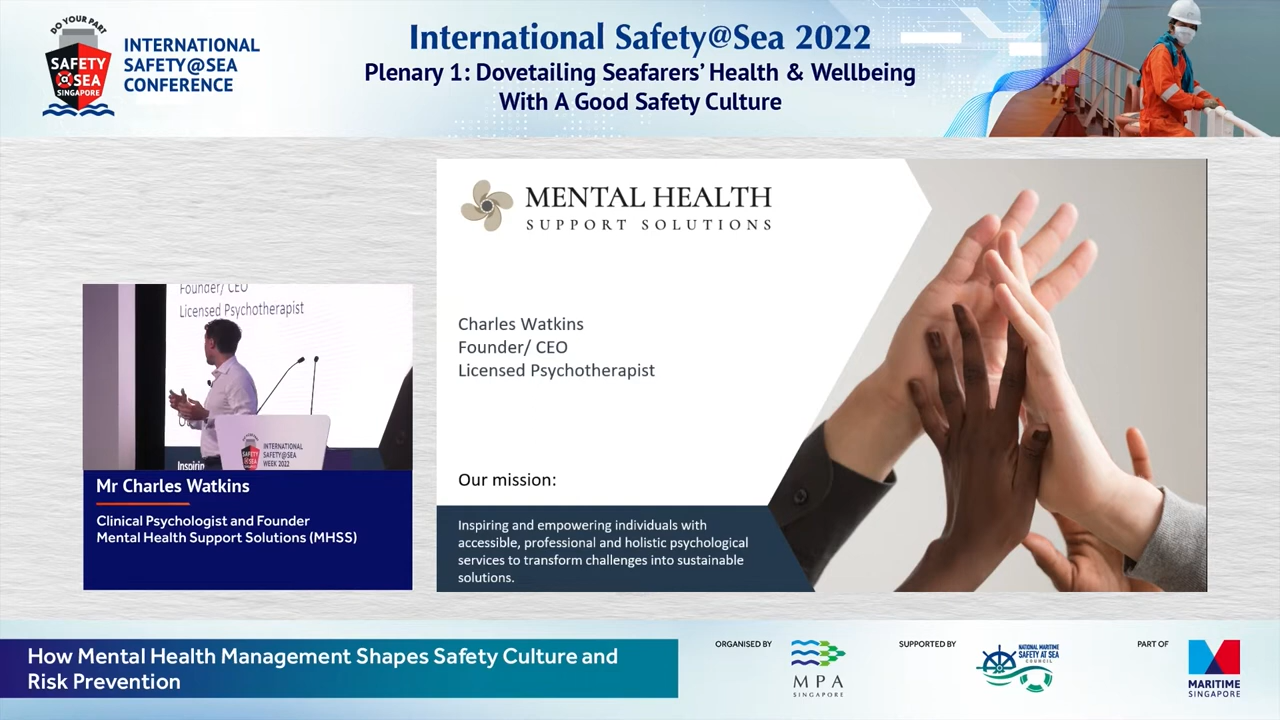 DO YOUR PART
SAFETY
@SEA
SINGAPORE
INTERNATIONAL
SAFETY@SEA
CONFERENCE
International Safety@Sea 2022
Plenary 1: Dovetailing Seafarers' Health & Wellbeing
With A Good Safety Culture
MENTAL HEALTH
SUPPORT SOLUTIONS
Charles Watkins
Founder/ CEO
Licensed Psychotherapist
Our mission:
Inspiring and empowering individuals with
accessible, professional and holistic psychological
services to transform challenges into sustainable
solutions.
Founder/ CEO
Licensed Psychotherapist
SAFETY
@SEA
INTERNATIONAL
SAFETY@SEA
WEEK 2022
Mr Charles Watkins
Clinical Psychologist and Founder
Mental Health Support Solutions (MHSS)
How Mental Health Management Shapes Safety Culture and
Risk Prevention
ORGANISED BY
MPA
SINGAPORE
SUPPORTED BY
NATIONAL MARITIME
SAFETY AT SEA
COUNCIL
PART OF
MARITIME
SINGAPORE